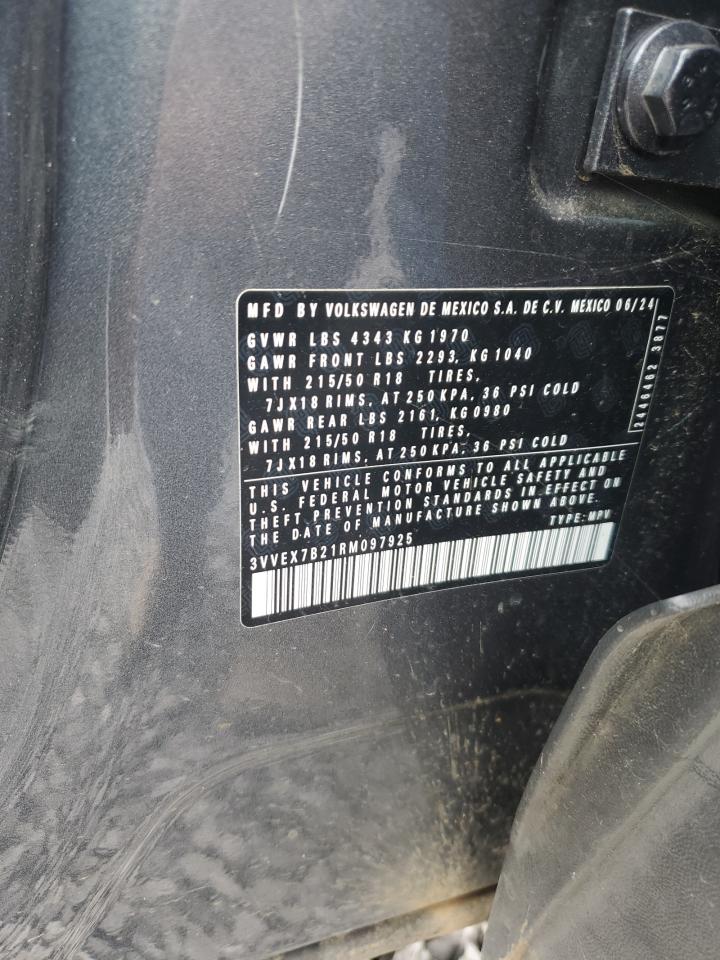 MFD BY VOLKSWAGEN DE MEXICO S.A. DE C.V. MEXICO 06/24
GVWR LBS 4343 KG 1970
GAWR FRONT LBS 2293, KG 1040
WITH 215/50 R18 TIRES,
7JX18 RIMS, AT 250 KPA, 36 PSI COLD
GAWR REAR LBS 2161, KG 0980
WITH 215/50 R18 TIRES,
7JX18 RIMS, AT 250 KPA, 36 PSI COLD
2446462 3877
THIS VEHICLE CONFORMS TO ALL APPLICABLE
U.S. FEDERAL MOTOR VEHICLE SAFETY AND
THEFT PREVENTION STANDARDS IN EFFECT ON
THE DATE OF MANUFACTURE SHOWN ABOVE.
TYPE: MPV
3VVEX7B21RM097925